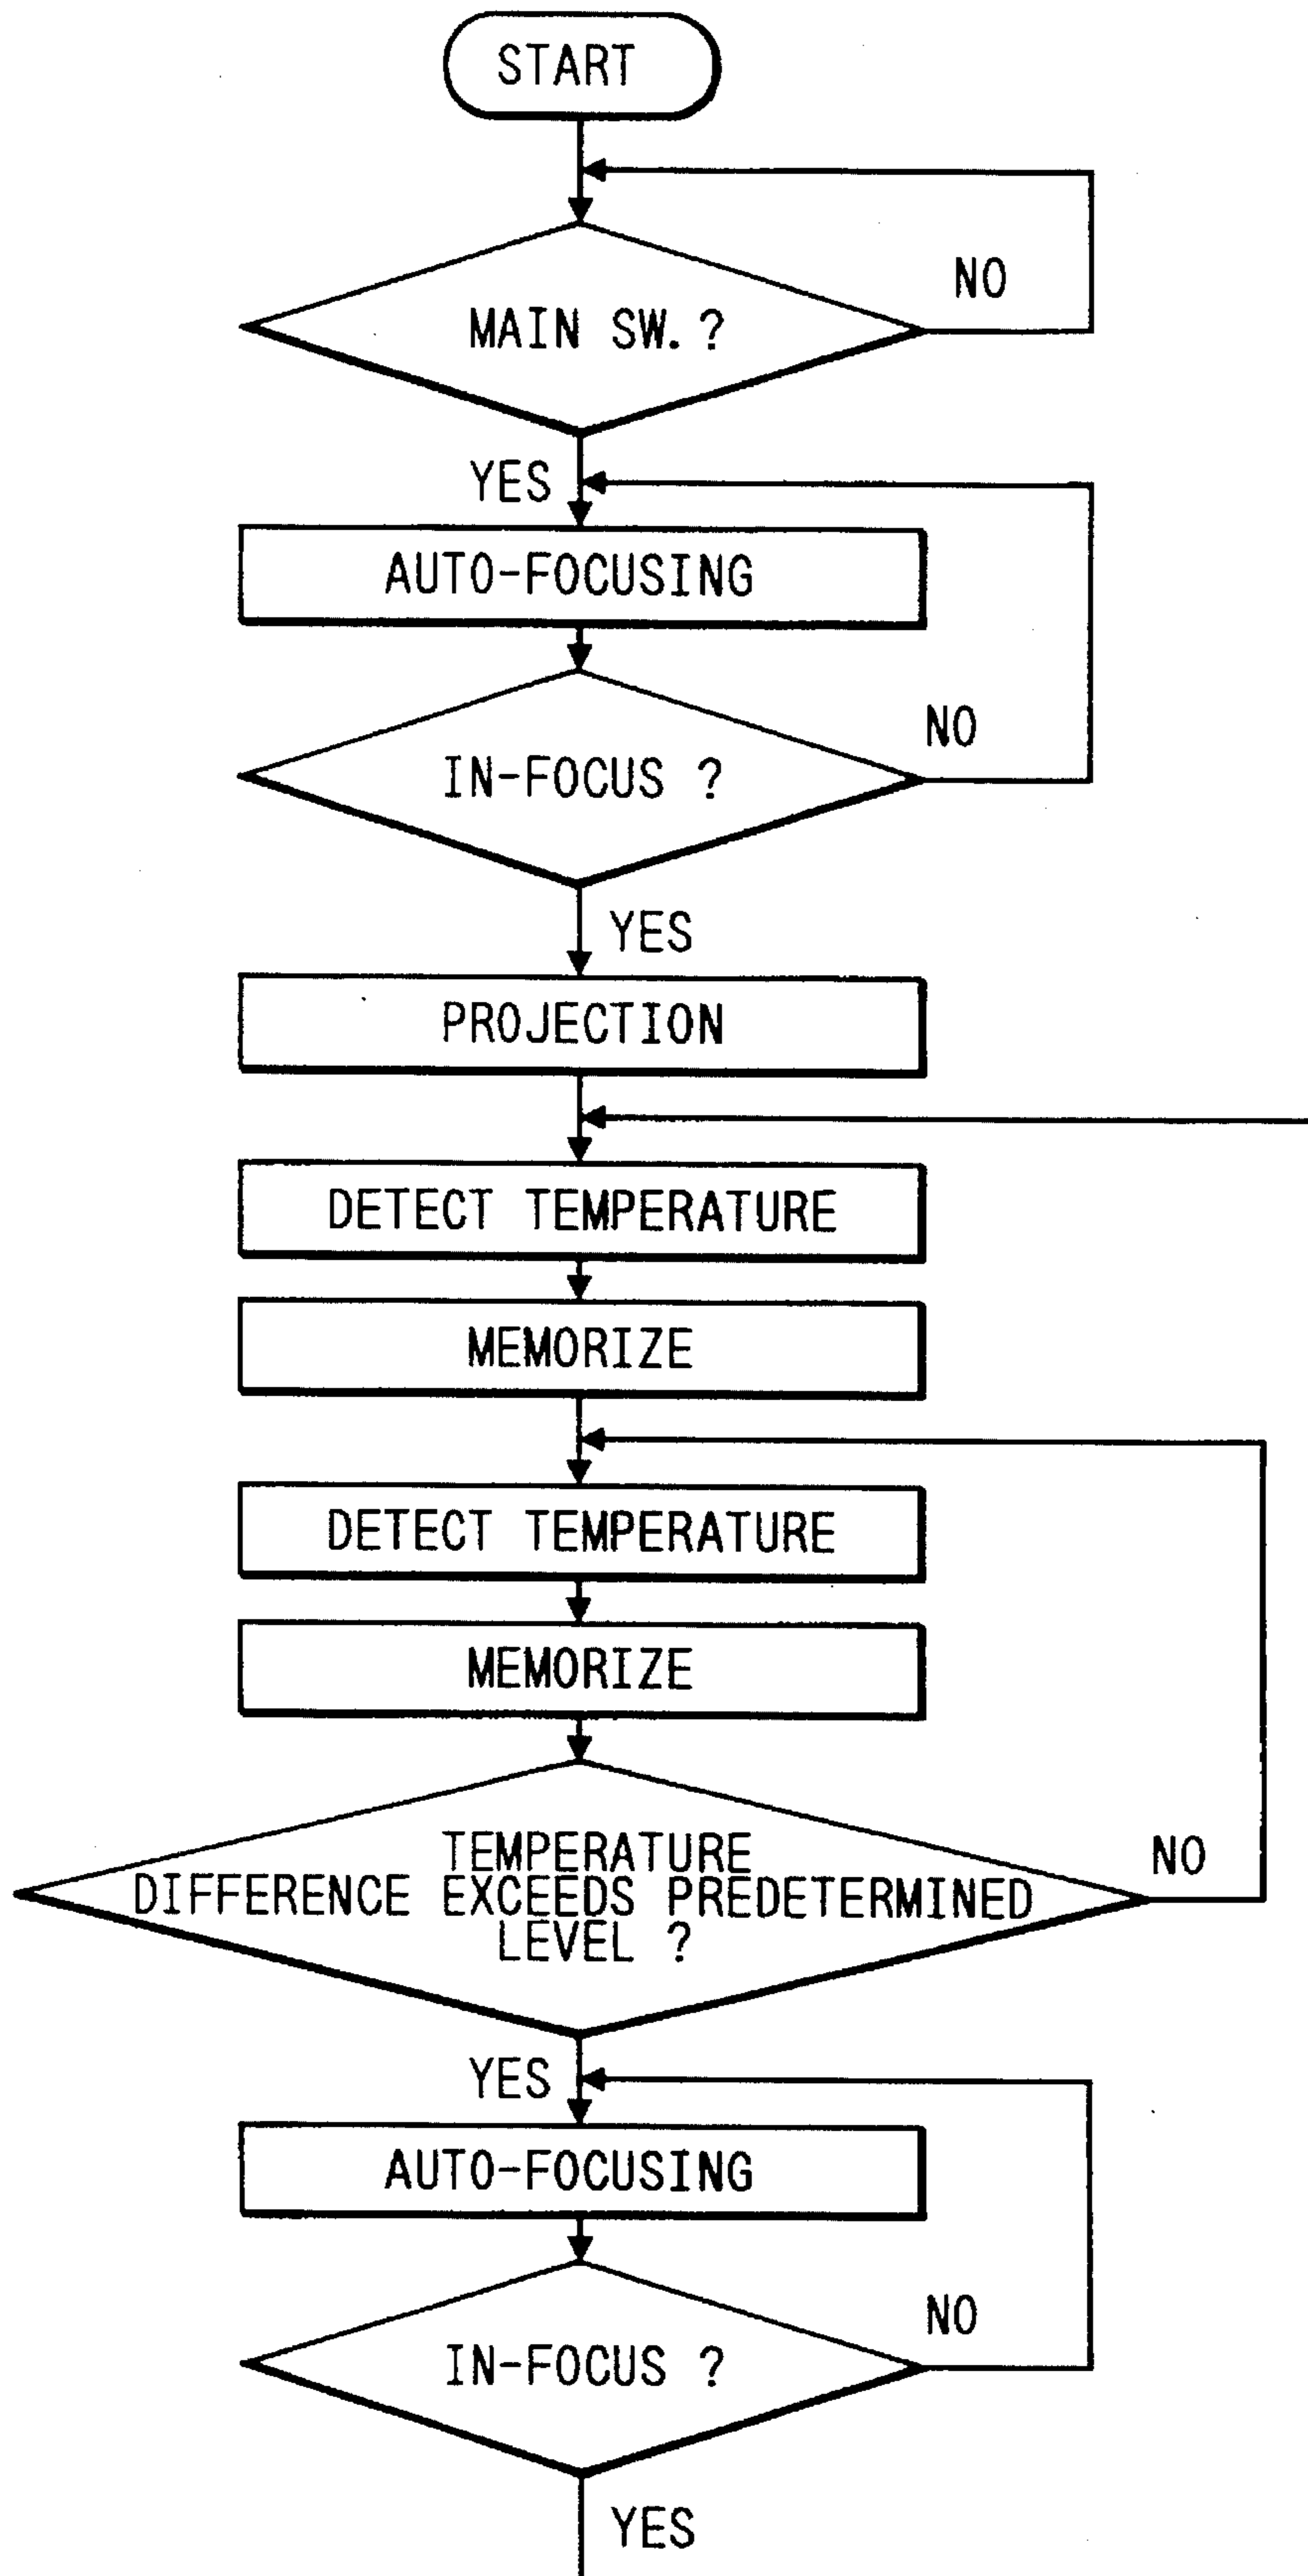 START
NO
MAIN SW. ?
YES
AUTO-FOCUSING
NO
IN-FOCUS ?
YES
PROJECTION
DETECT TEMPERATURE
MEMORIZE
DETECT TEMPERATURE
MEMORIZE
TEMPERATURE
NO
DIFFERENCE EXCEEDS PREDETERMINED
LEVEL ?
YES
AUTO-FOCUSING
NO
IN-FOCUS ?
YES